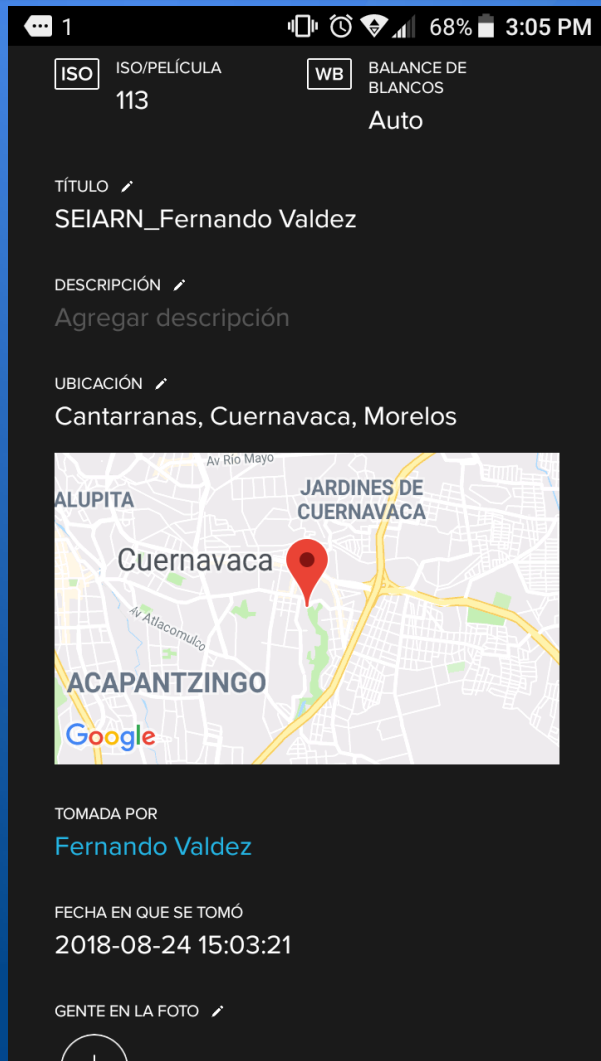 1 68% 3:05 PM
ISO ISO/PELÍCULA
113
WB BALANCE DE
BLANCOS
Auto
TÍTULO
SEIARN_Fernando Valdez
DESCRIPCIÓN
Agregar descripción
UBICACIÓN
Cantarranas, Cuernavaca, Morelos
Av Río Mayo
ALUPITA
JARDINES DE
CUERNAVACA
Cuernavaca
Av Atlacomulco
ACAPANTZINGO
Google
TOMADA POR
Fernando Valdez
FECHA EN QUE SE TOMÓ
2018-08-24 15:03:21
GENTE EN LA FOTO